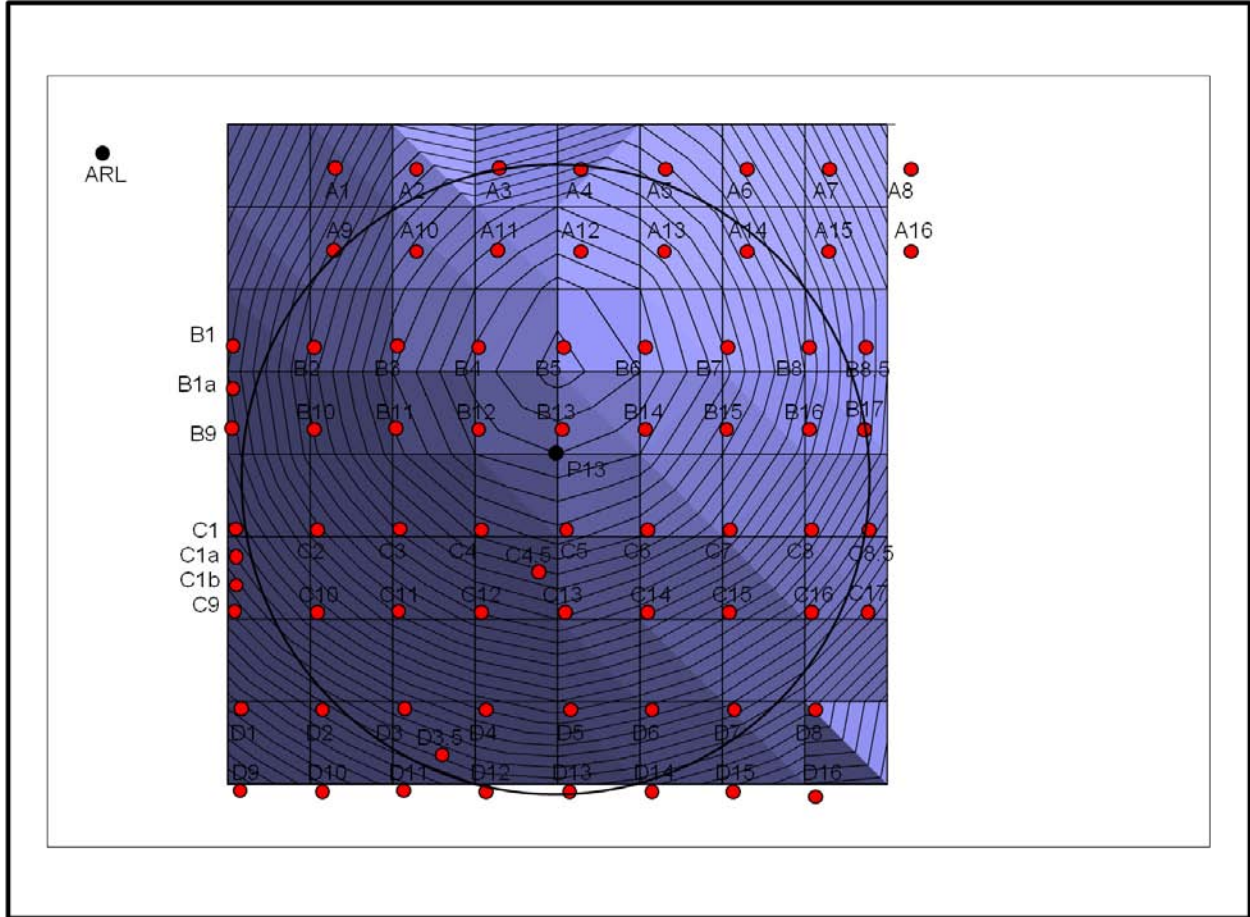 ARL
A1 A2 A3 A4 A5 A6 A7 A8
A9 A10 A11 A12 A13 A14 A15 A16
B1
B2 B3 B4 B5 B6 B7 B8 B8.5
B1a
B10 B11 B12 B13 B14 B15 B16 B17
B9
P13
C1
C2 C3 C4 C4.5 C5 C6 C7 C8 C8.5
C1a
C1b
C9 C10 C11 C12 C13 C14 C15 C16 C17
D1 D2 D3 D3.5 D4 D5 D6 D7 D8
D9 D10 D11 D12 D13 D14 D15 D16